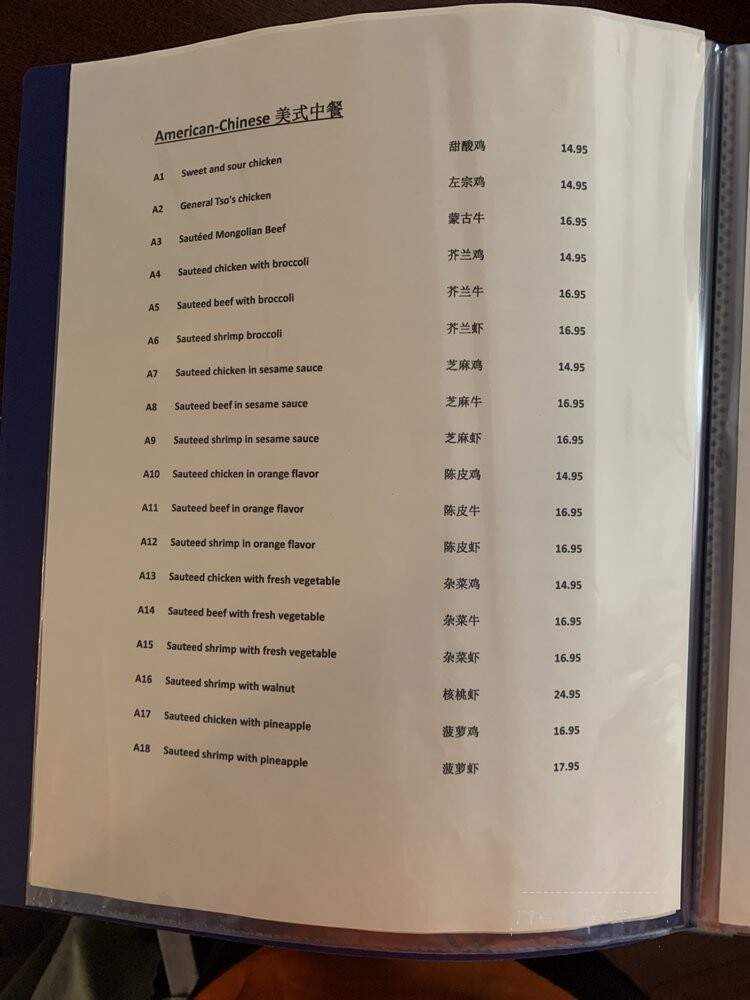 American-Chinese 美式中餐
A1 Sweet and sour chicken 甜酸鸡 14.95
A2 General Tso's chicken 左宗鸡 14.95
A3 Sautéed Mongolian Beef 蒙古牛 16.95
A4 Sauteed chicken with broccoli 芥兰鸡 14.95
A5 Sauteed beef with broccoli 芥兰牛 16.95
A6 Sauteed shrimp broccoli 芥兰虾 16.95
A7 Sauteed chicken in sesame sauce 芝麻鸡 14.95
A8 Sauteed beef in sesame sauce 芝麻牛 16.95
A9 Sauteed shrimp in sesame sauce 芝麻虾 16.95
A10 Sauteed chicken in orange flavor 陈皮鸡 14.95
A11 Sauteed beef in orange flavor 陈皮牛 16.95
A12 Sauteed shrimp in orange flavor 陈皮虾 16.95
A13 Sauteed chicken with fresh vegetable 杂菜鸡 14.95
A14 Sauteed beef with fresh vegetable 杂菜牛 16.95
A15 Sauteed shrimp with fresh vegetable 杂菜虾 16.95
A16 Sauteed shrimp with walnut 核桃虾 24.95
A17 Sauteed chicken with pineapple 菠萝鸡 16.95
A18 Sauteed shrimp with pineapple 菠萝虾 17.95